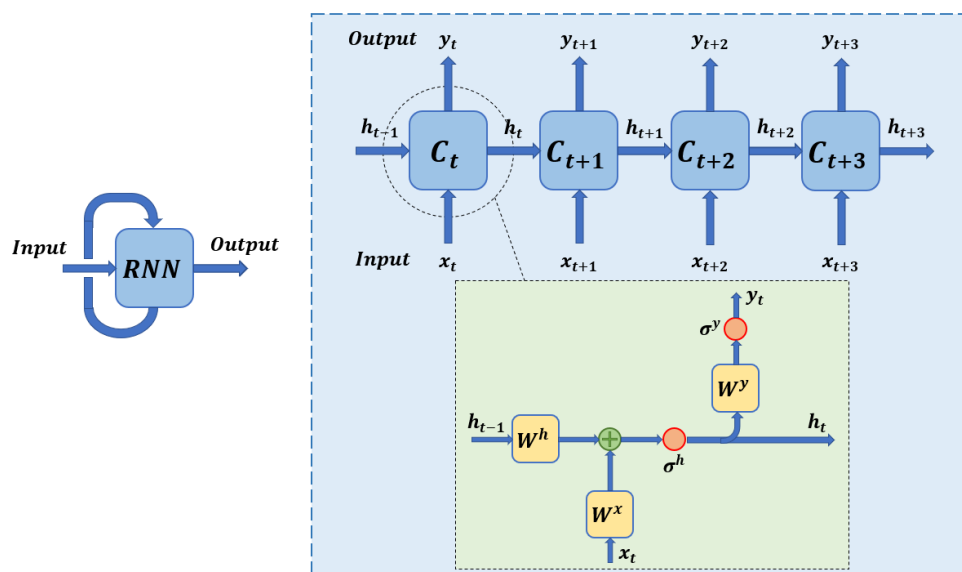 Output y_t y_{t+1} y_{t+2} y_{t+3}
h_{t-1} h_t h_{t+1} h_{t+2} h_{t+3}
C_t C_{t+1} C_{t+2} C_{t+3}
Input x_t x_{t+1} x_{t+2} x_{t+3}
Input RNN Output
y_t
σ^y
W^y
h_{t-1} W^h + σ^h h_t
W^x
x_t